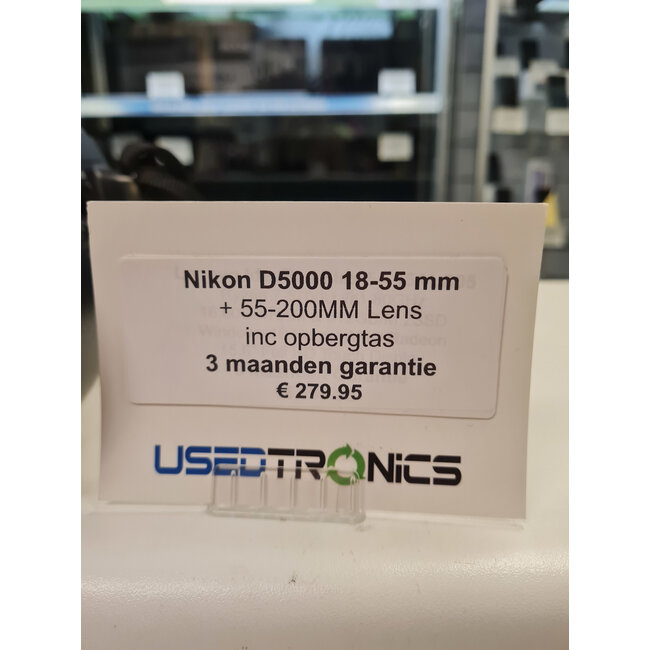 Nikon D5000 18-55 mm
+ 55-200MM Lens
inc opbergtas
3 maanden garantie
€ 279.95
USEDTRONiCS